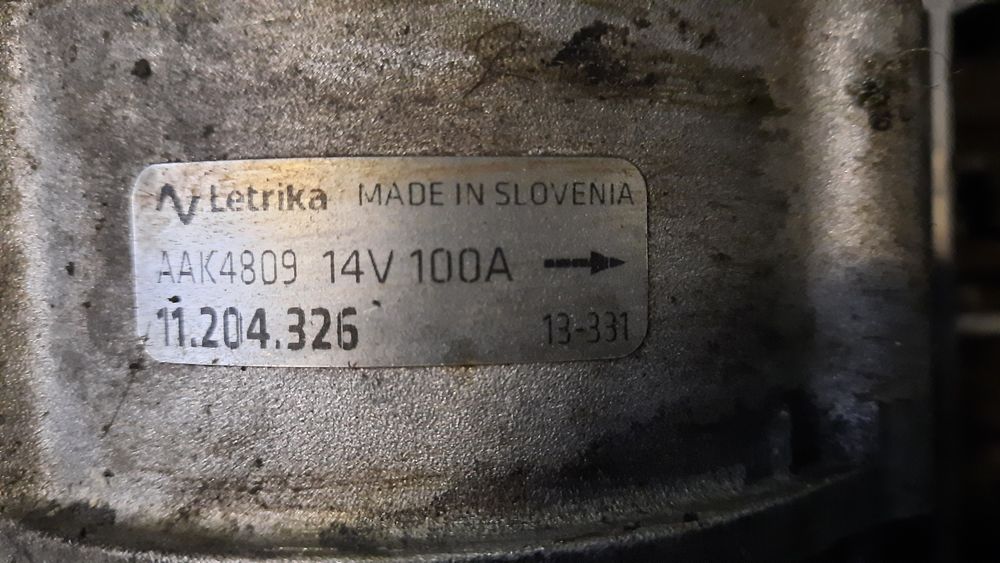 Letrika MADE IN SLOVENIA
AAK4809 14V 100A
11.204.326 13-331